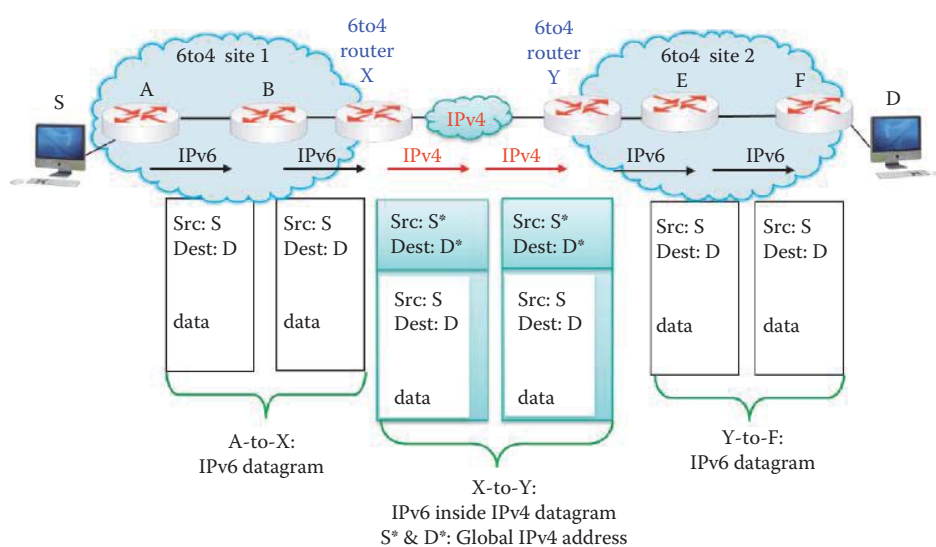 6to4
router
X
6to4
router
Y
6to4 site 1
6to4 site 2
S
A
B
IPv4
E
F
D
IPv6
IPv6
IPv4
IPv4
IPv6
IPv6
Src: S
Dest: D
data
Src: S
Dest: D
data
Src: S*
Dest: D*
Src: S
Dest: D
data
Src: S*
Dest: D*
Src: S
Dest: D
data
Src: S
Dest: D
data
Src: S
Dest: D
data
A-to-X:
IPv6 datagram
X-to-Y:
IPv6 inside IPv4 datagram
S* & D*: Global IPv4 address
Y-to-F:
IPv6 datagram